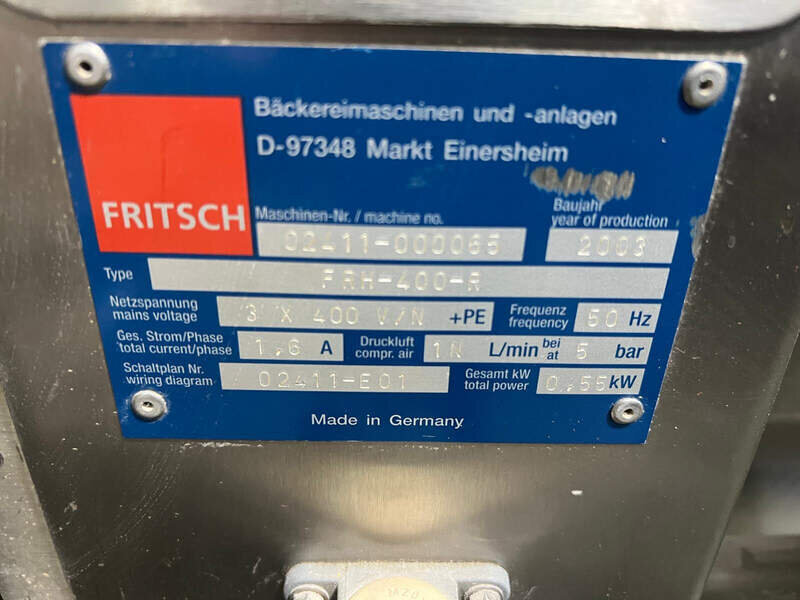 Bäckereimaschinen und -anlagen
D-97348 Markt Einersheim
FRITSCH
Maschinen-Nr. / machine no.
02411-000065
Baujahr
year of production
2003
Type
FRH-400-R
Netzspannung
mains voltage
3 X 400 V/N +PE
Frequenz
frequency
50 Hz
Ges. Strom/Phase
total current/phase
1,6 A
Druckluft
compr. air
1N L/min
bei
at
5 bar
Schaltplan Nr.
wiring diagram
02411-E01
Gesamt kW
total power
0,55kW
Made in Germany